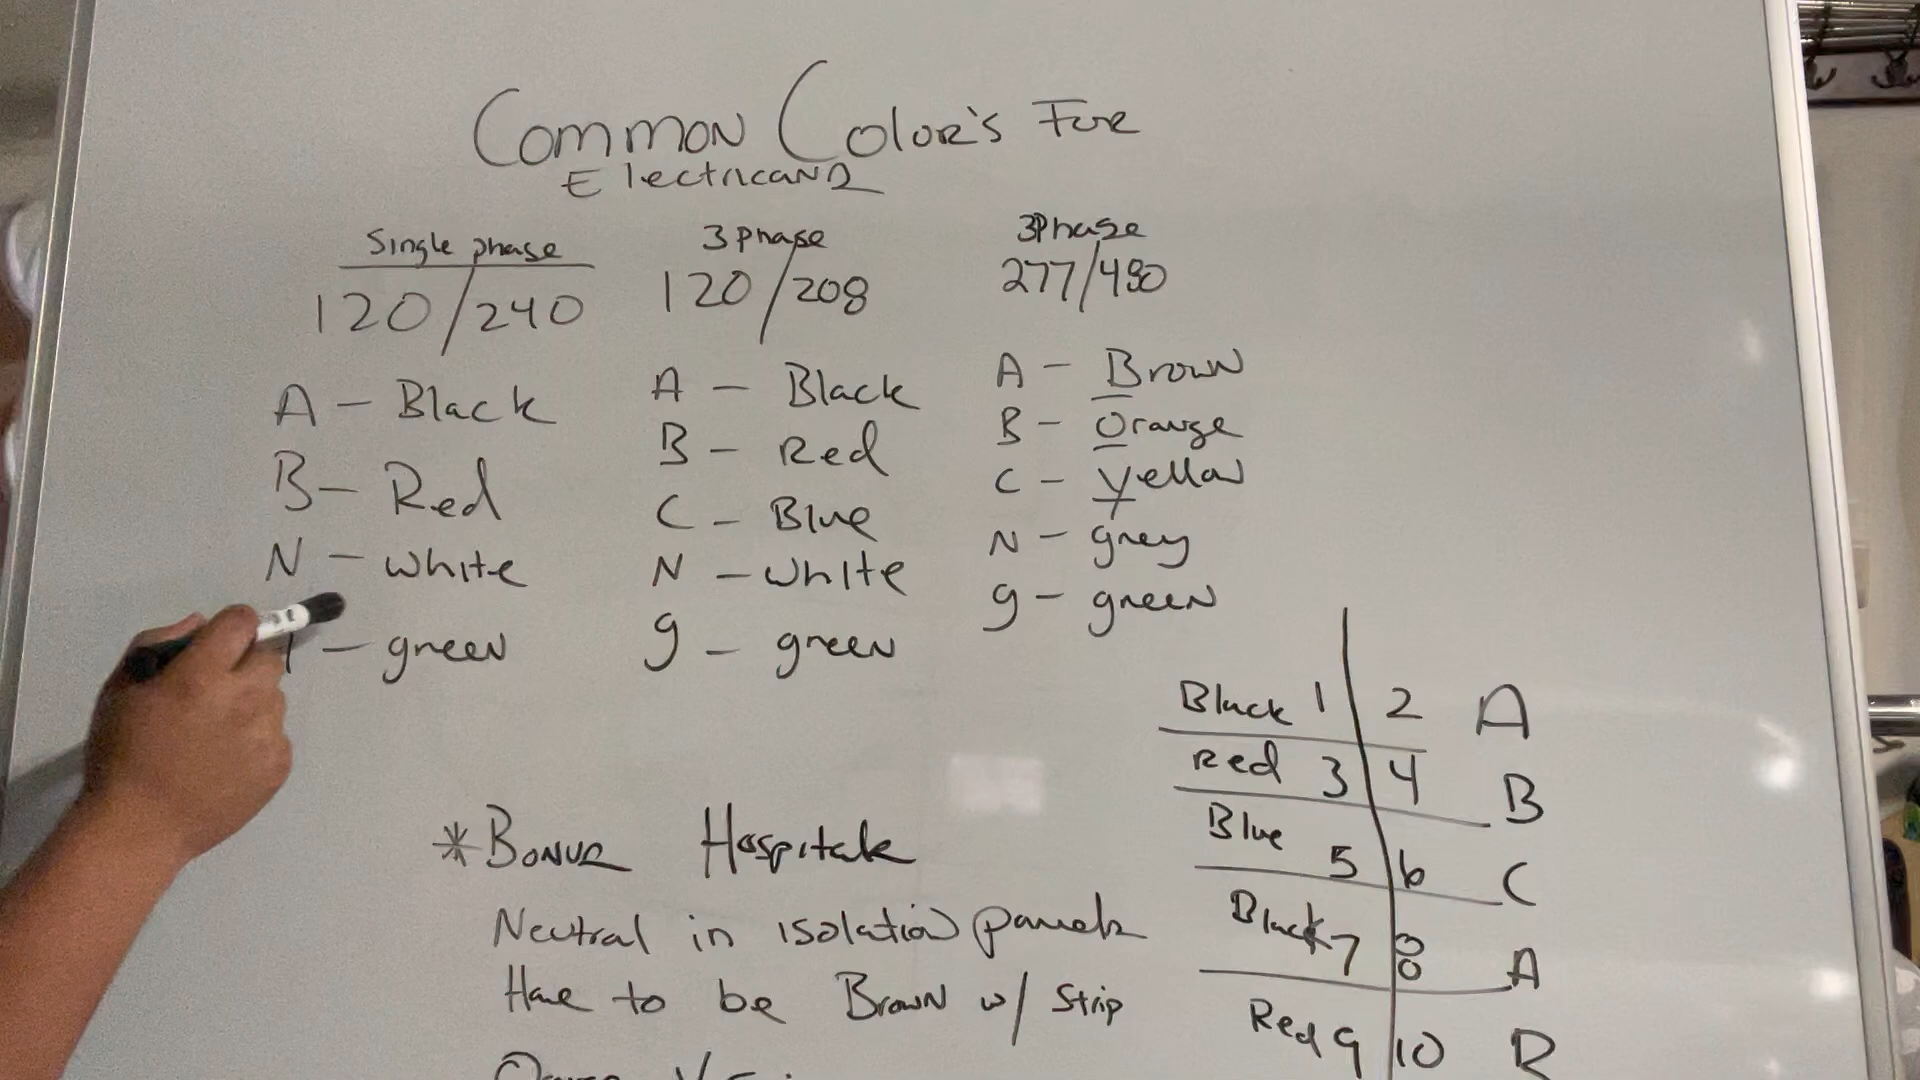 Common Color's For
Electricans
Single phase
120/240
A - Black
B - Red
N - white
- green
3 phase
120/208
A - Black
B - Red
C - Blue
N - white
g - green
3Phase
277/480
A - Brown
B - Orange
C - yellow
N - grey
g - green
Black 1 2 A
Red 3 4 B
Blue 5 6 C
Black 7 8 A
Red 9 10 B
*Bonus Hospitals
Neutral in isolation panels
Have to be Brown w/ Strip